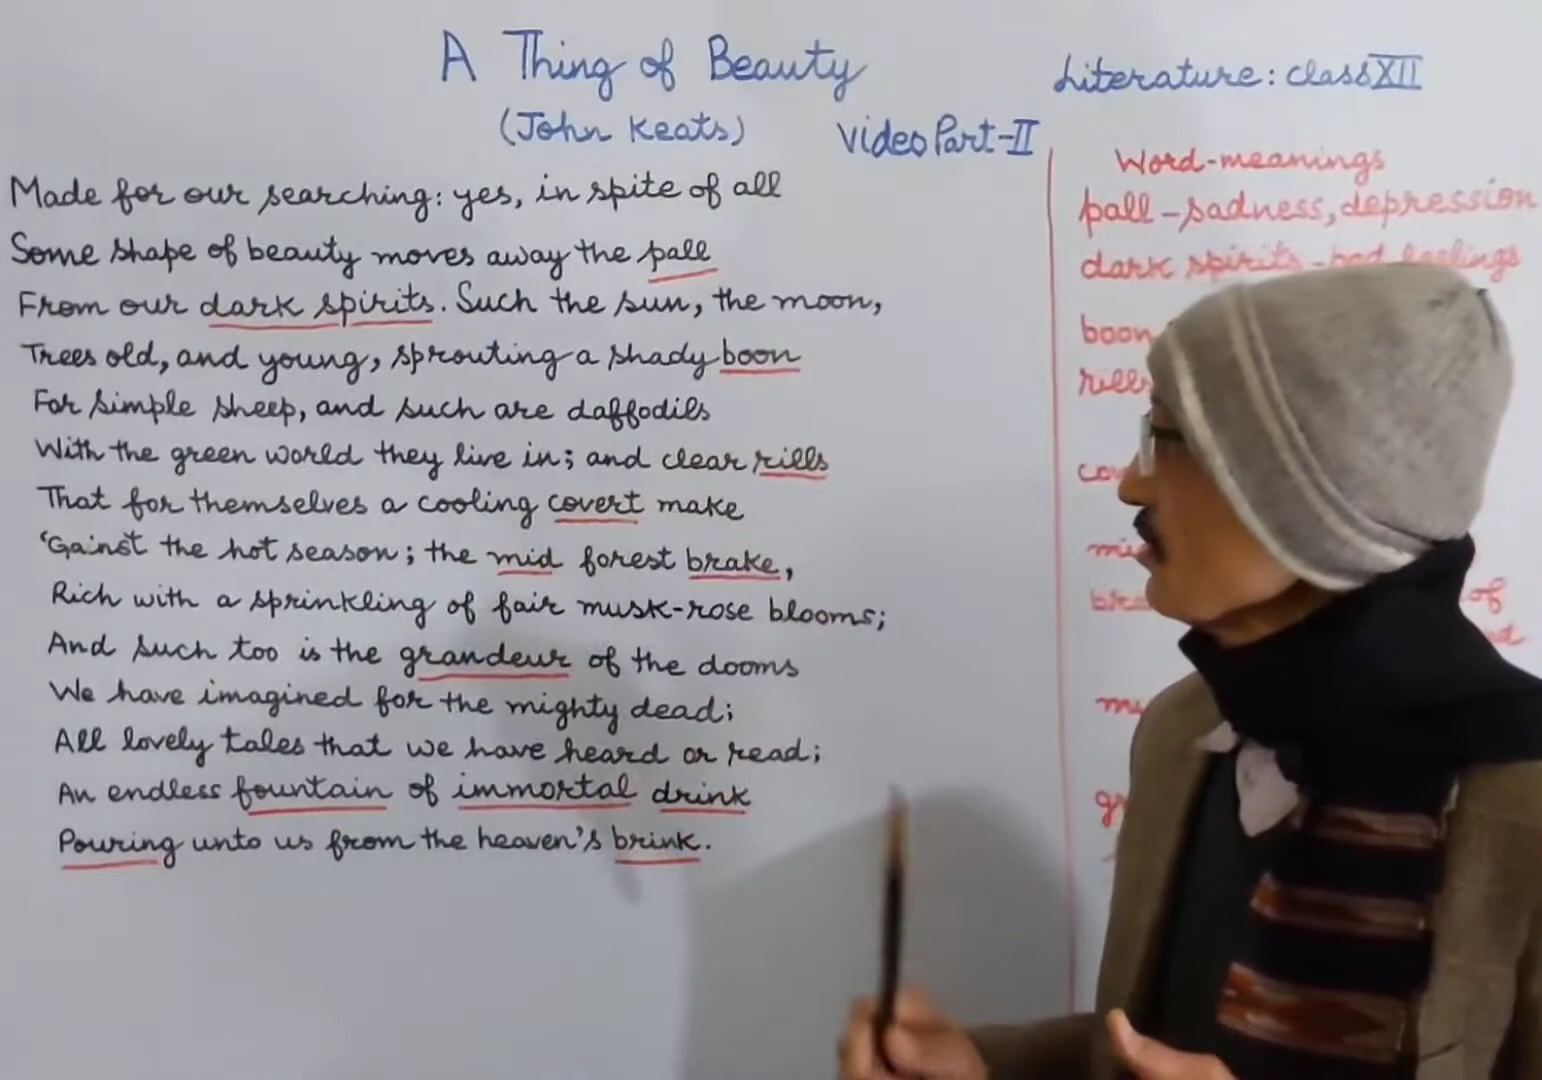 A Thing of Beauty
(John Keats)
Video Part-II
Literature: Class XII
Made for our searching: yes, in spite of all
Some shape of beauty moves away the pall
From our dark spirits. Such the sun, the moon,
Trees old, and young, sprouting a shady boon
For simple sheep, and such are daffodils
With the green world they live in; and clear rills
That for themselves a cooling covert make
'Gainst the hot season; the mid forest brake,
Rich with a sprinkling of fair musk-rose blooms;
And such too is the grandeur of the dooms
We have imagined for the mighty dead;
All lovely tales that we have heard or read;
An endless fountain of immortal drink
Pouring unto us from the heaven's brink.
Word-meanings
pall - sadness, depression
dark spirits - bad feelings
boon
rills
of